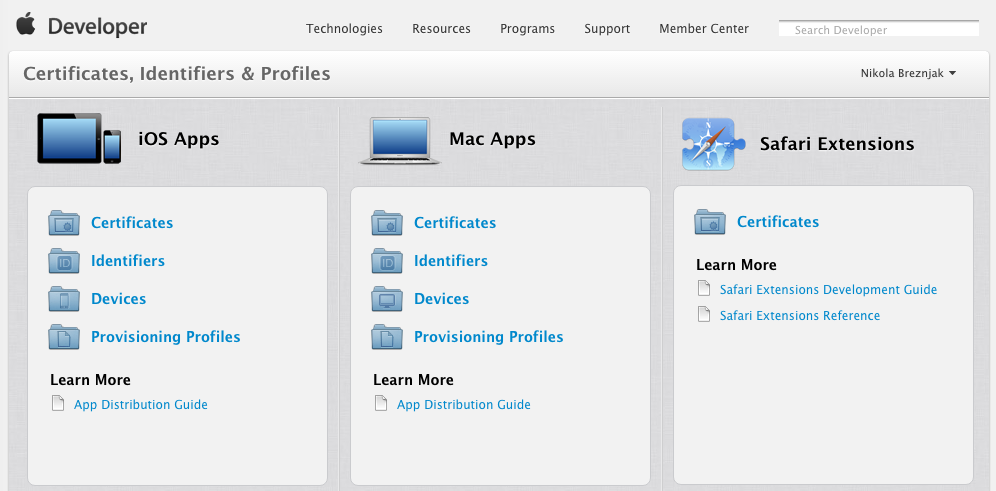 Developer
Technologies Resources Programs Support Member Center Search Developer
Certificates, Identifiers & Profiles
Nikola Breznjak
iOS Apps
Certificates
ID Identifiers
Devices
Provisioning Profiles
Learn More
App Distribution Guide
Mac Apps
Certificates
ID Identifiers
Devices
Provisioning Profiles
Learn More
App Distribution Guide
Safari Extensions
Certificates
Learn More
Safari Extensions Development Guide
Safari Extensions Reference